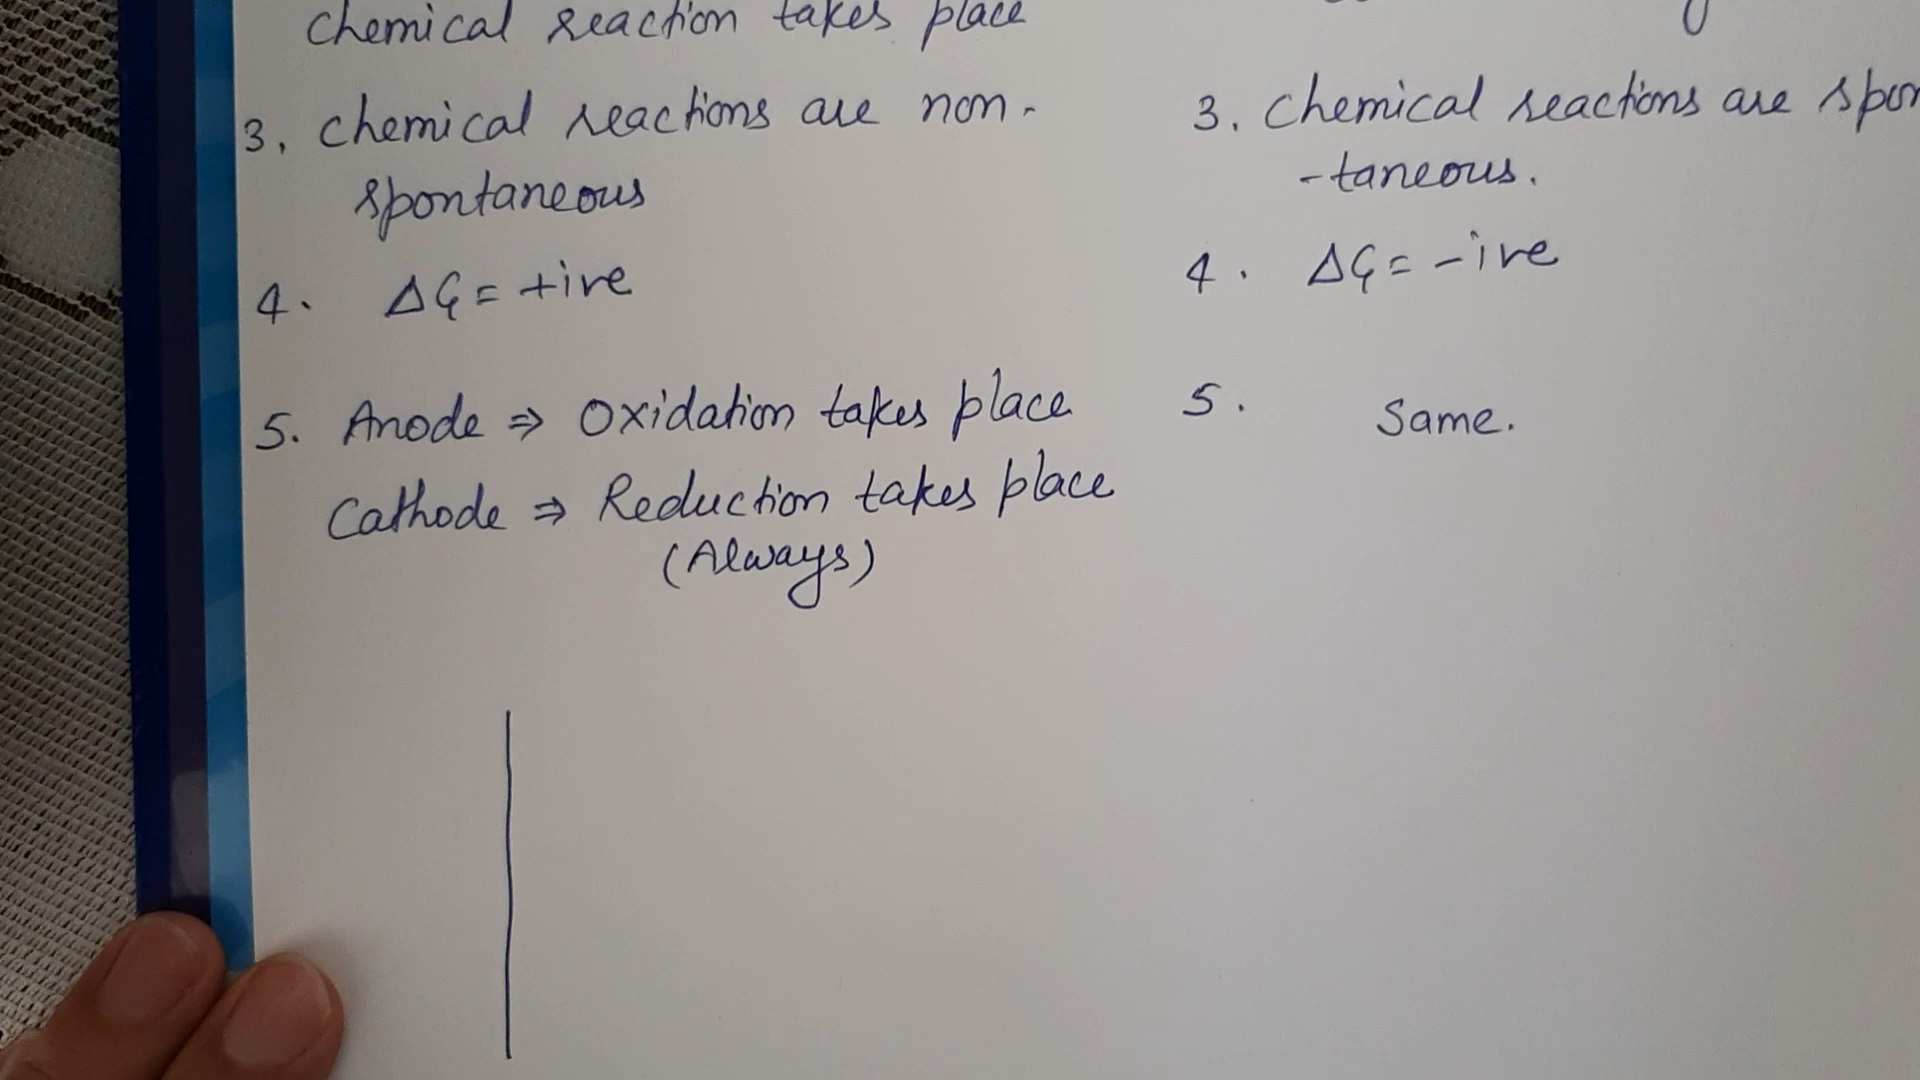 chemical reaction takes place
3. chemical reactions are non-
spontaneous
4. ΔG = +ive
5. Anode ⇒ Oxidation takes place
Cathode ⇒ Reduction takes place
(Always)
3. chemical reactions are spon
-taneous.
4. ΔG = -ive
5. Same.